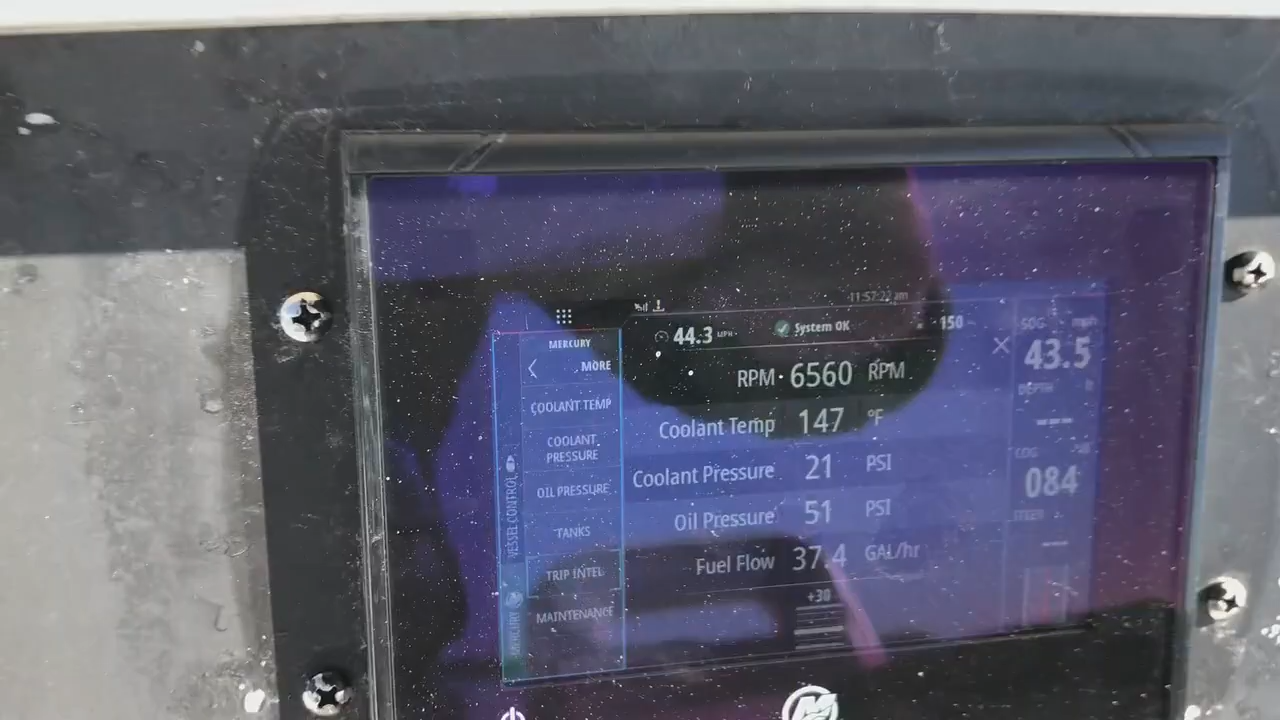 11:57:22 am
44.3 MPH
System OK
150
MERCURY
MORE
COOLANT TEMP
COOLANT
PRESSURE
OIL PRESSURE
TANKS
TRIP INTEL
MAINTENANCE
VESSEL CONTROL
MERCURY
RPM 6560 RPM
Coolant Temp 147 °F
Coolant Pressure 21 PSI
Oil Pressure 51 PSI
Fuel Flow 37.4 GAL/hr
+30
SOG mph
43.5
DEPTH ft
COG
084
STEER